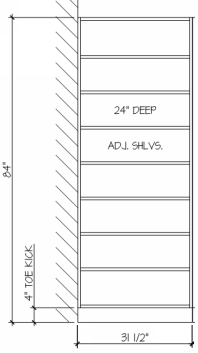 24" DEEP
ADJ. SHLVS.
84"
4" TOE KICK
31 1/2"